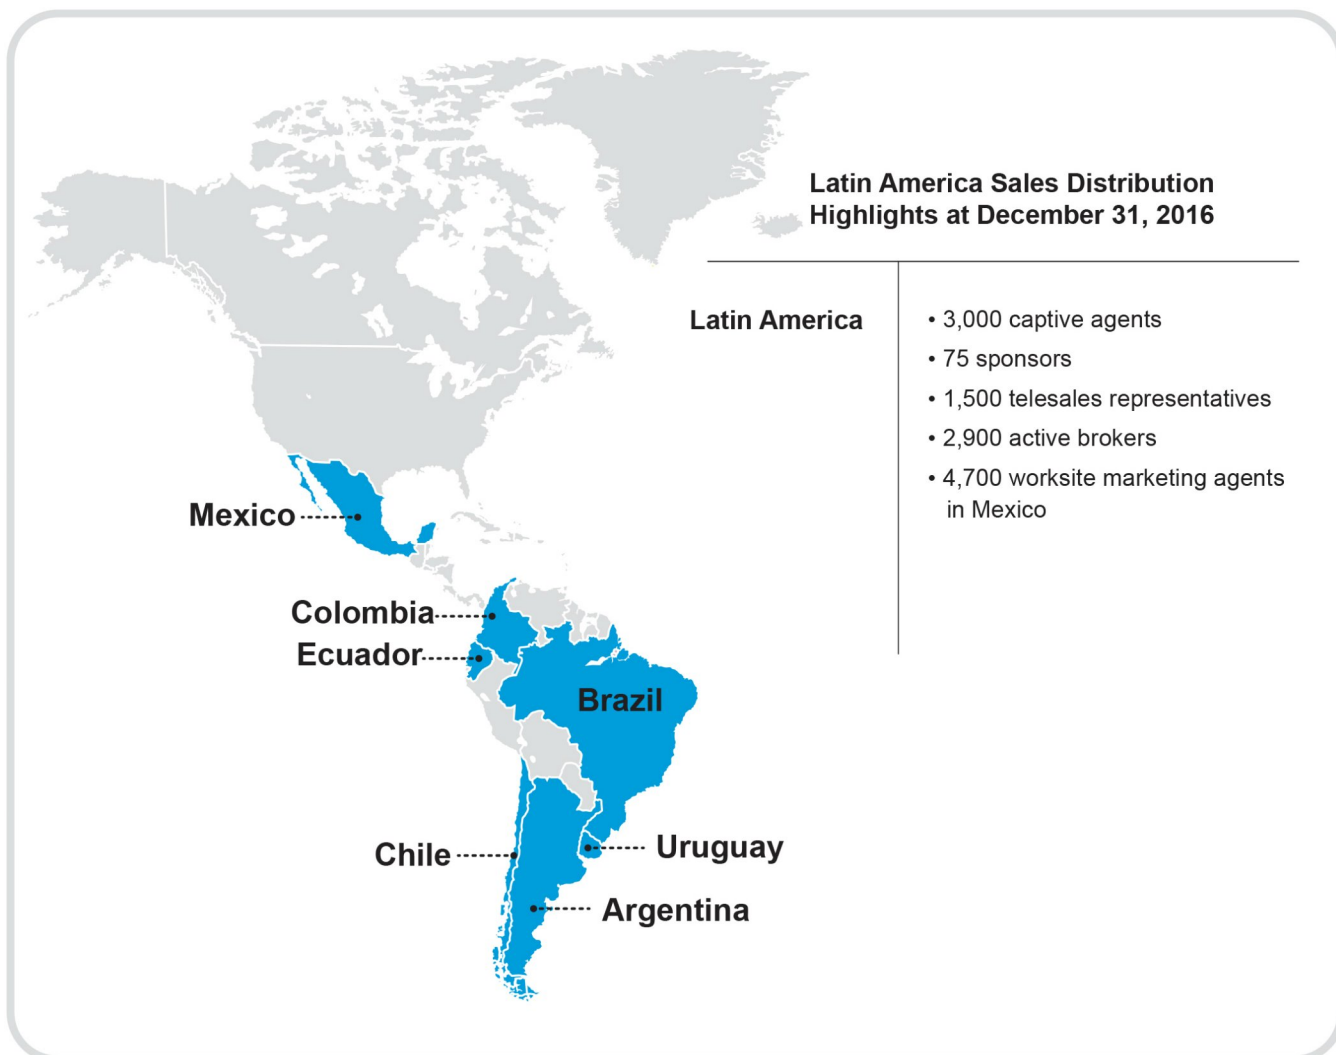 Latin America Sales Distribution
Highlights at December 31, 2016
Latin America
• 3,000 captive agents
• 75 sponsors
• 1,500 telesales representatives
• 2,900 active brokers
• 4,700 worksite marketing agents
in Mexico
Mexico
Colombia
Ecuador
Brazil
Chile
Uruguay
Argentina